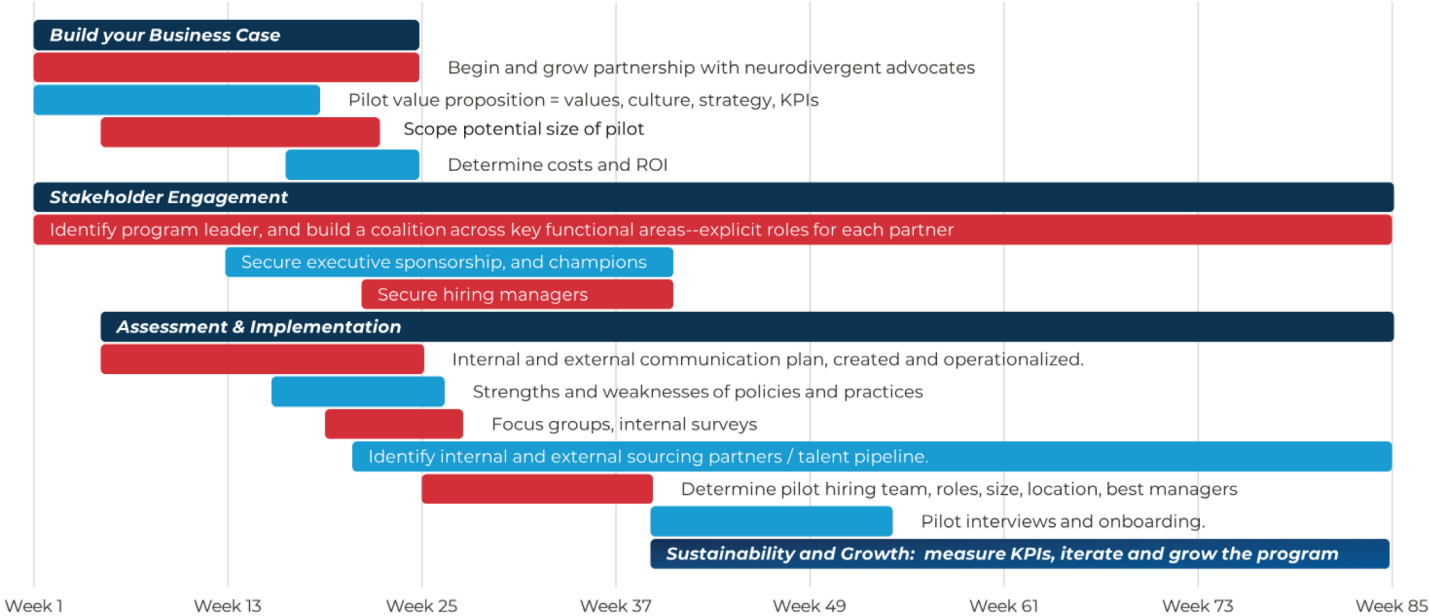 Build your Business Case
Begin and grow partnership with neurodivergent advocates
Pilot value proposition = values, culture, strategy, KPIs
Scope potential size of pilot
Determine costs and ROI
Stakeholder Engagement
Identify program leader, and build a coalition across key functional areas--explicit roles for each partner
Secure executive sponsorship, and champions
Secure hiring managers
Assessment & Implementation
Internal and external communication plan, created and operationalized.
Strengths and weaknesses of policies and practices
Focus groups, internal surveys
Identify internal and external sourcing partners / talent pipeline.
Determine pilot hiring team, roles, size, location, best managers
Pilot interviews and onboarding.
Sustainability and Growth:  measure KPIs, iterate and grow the program
Week 1 Week 13 Week 25 Week 37 Week 49 Week 61 Week 73 Week 85